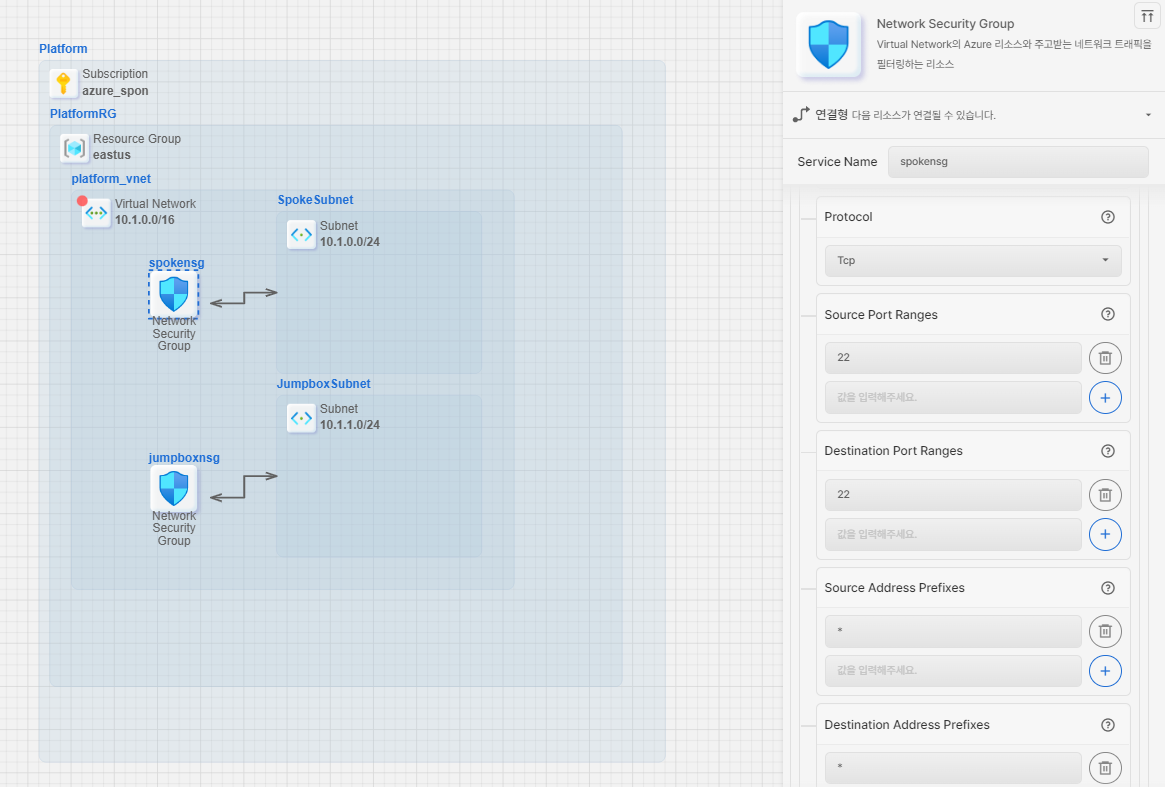 Platform
Subscription
azure_spon
PlatformRG
Resource Group
eastus
platform_vnet
Virtual Network
10.1.0.0/16
SpokeSubnet
Subnet
10.1.0.0/24
spokensg
Network
Security
Group
JumpboxSubnet
Subnet
10.1.1.0/24
jumpboxnsg
Network
Security
Group
Network Security Group
Virtual Network의 Azure 리소스와 주고받는 네트워크 트래픽을
필터링하는 리소스
연결형 다음 리소스가 연결될 수 있습니다.
Service Name
spokensg
Protocol
Tcp
Source Port Ranges
22
값을 입력해주세요.
Destination Port Ranges
22
값을 입력해주세요.
Source Address Prefixes
*
값을 입력해주세요.
Destination Address Prefixes
*